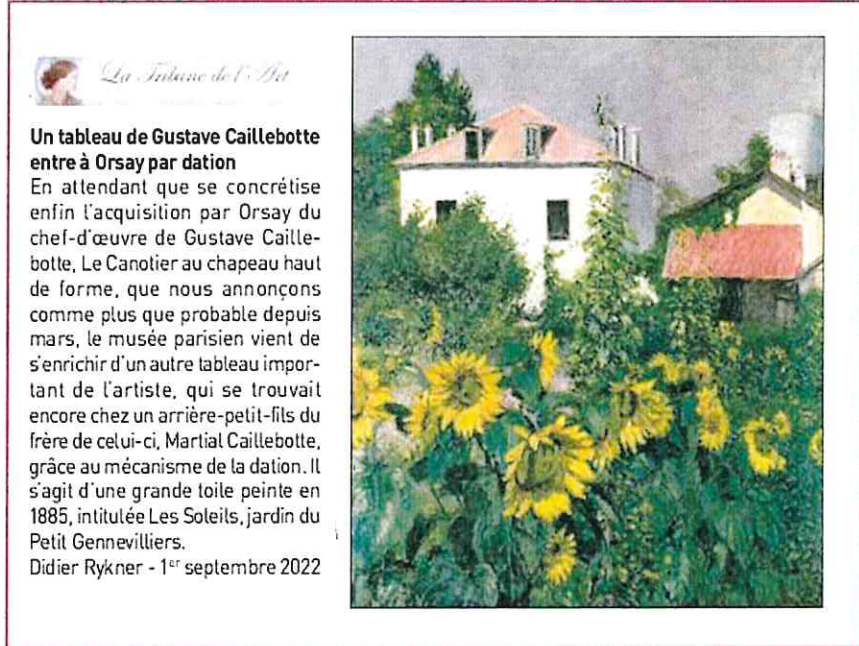 La Tribune de l'Art
Un tableau de Gustave Caillebotte
entre à Orsay par dation
En attendant que se concrétise
enfin l'acquisition par Orsay du
chef-d'œuvre de Gustave Caille-
botte, Le Canotier au chapeau haut
de forme, que nous annonçons
comme plus que probable depuis
mars, le musée parisien vient de
s'enrichir d'un autre tableau impor-
tant de l'artiste, qui se trouvait
encore chez un arrière-petit-fils du
frère de celui-ci, Martial Caillebotte,
grâce au mécanisme de la dation. Il
s'agit d'une grande toile peinte en
1885, intitulée Les Soleils, jardin du
Petit Gennevilliers.
Didier Rykner - 1er septembre 2022